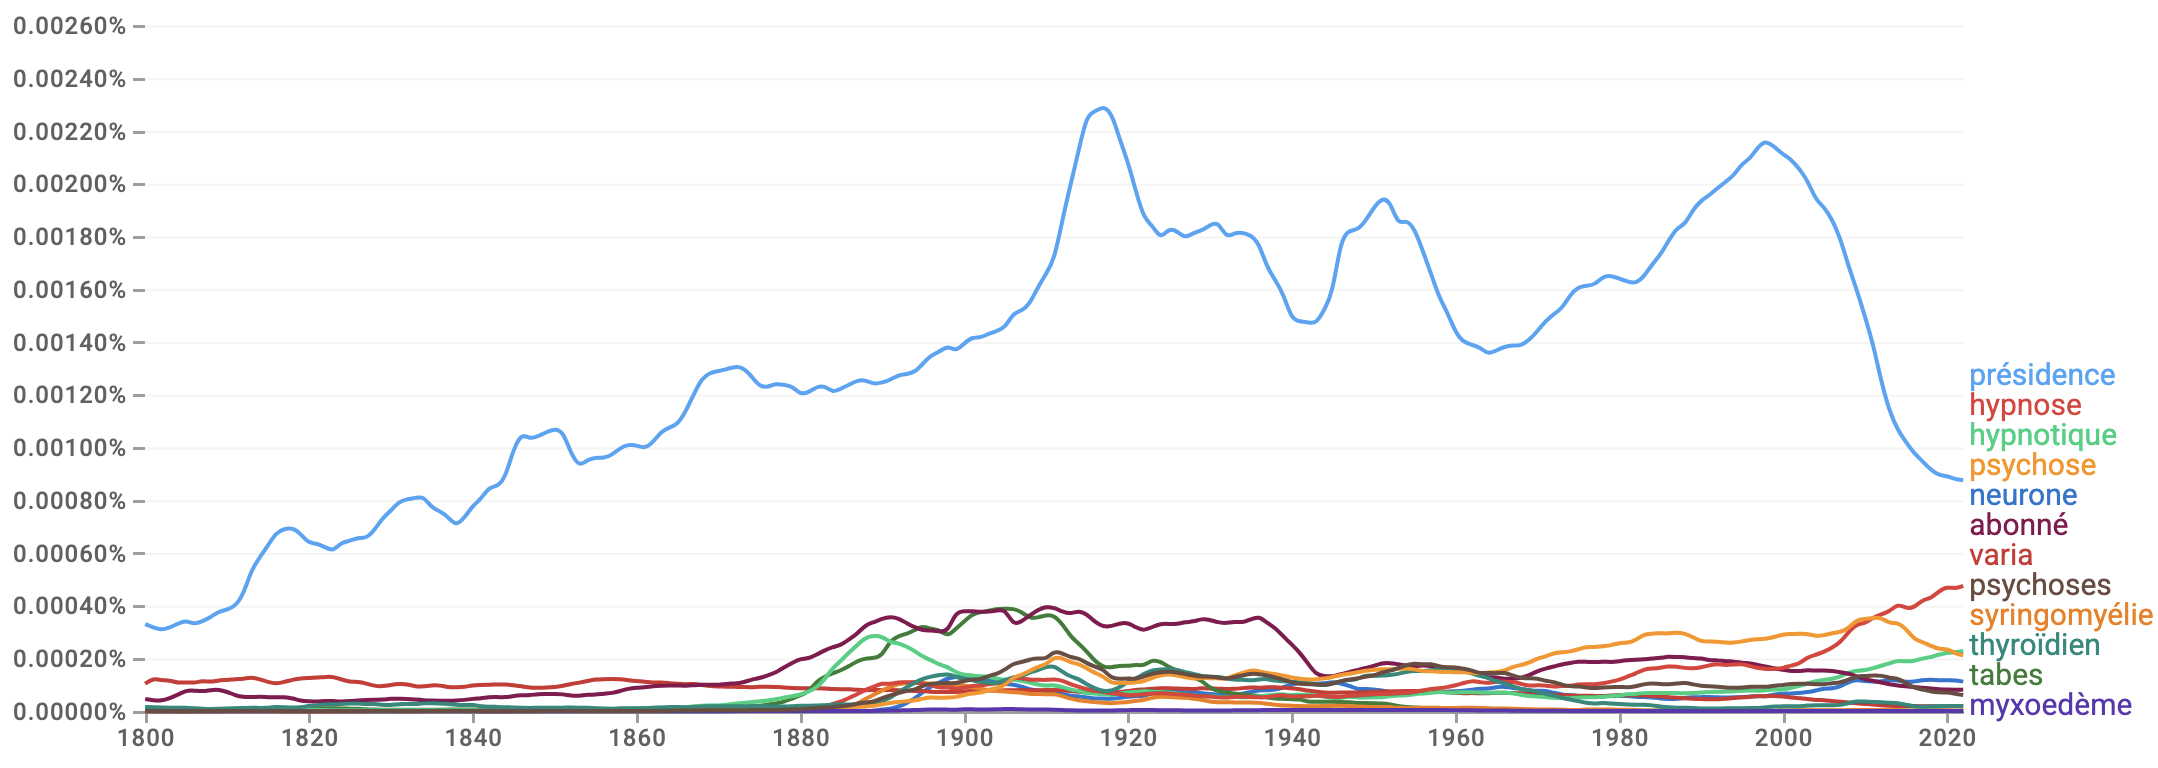 0.00260%
0.00240%
0.00220%
0.00200%
0.00180%
0.00160%
0.00140%
0.00120%
0.00100%
0.00080%
0.00060%
0.00040%
0.00020%
0.00000%
1800 1820 1840 1860 1880 1900 1920 1940 1960 1980 2000 2020
présidence
hypnose
hypnotique
psychose
neurone
abonné
varia
psychoses
syringomyélie
thyroïdien
tabes
myxoedème